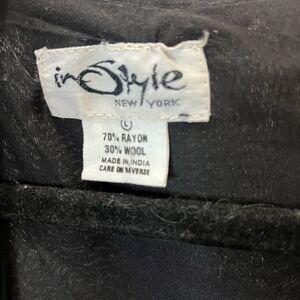 inStyle
NEW YORK
L
70% RAYON
30% WOOL
MADE IN INDIA
CARE ON REVERSE